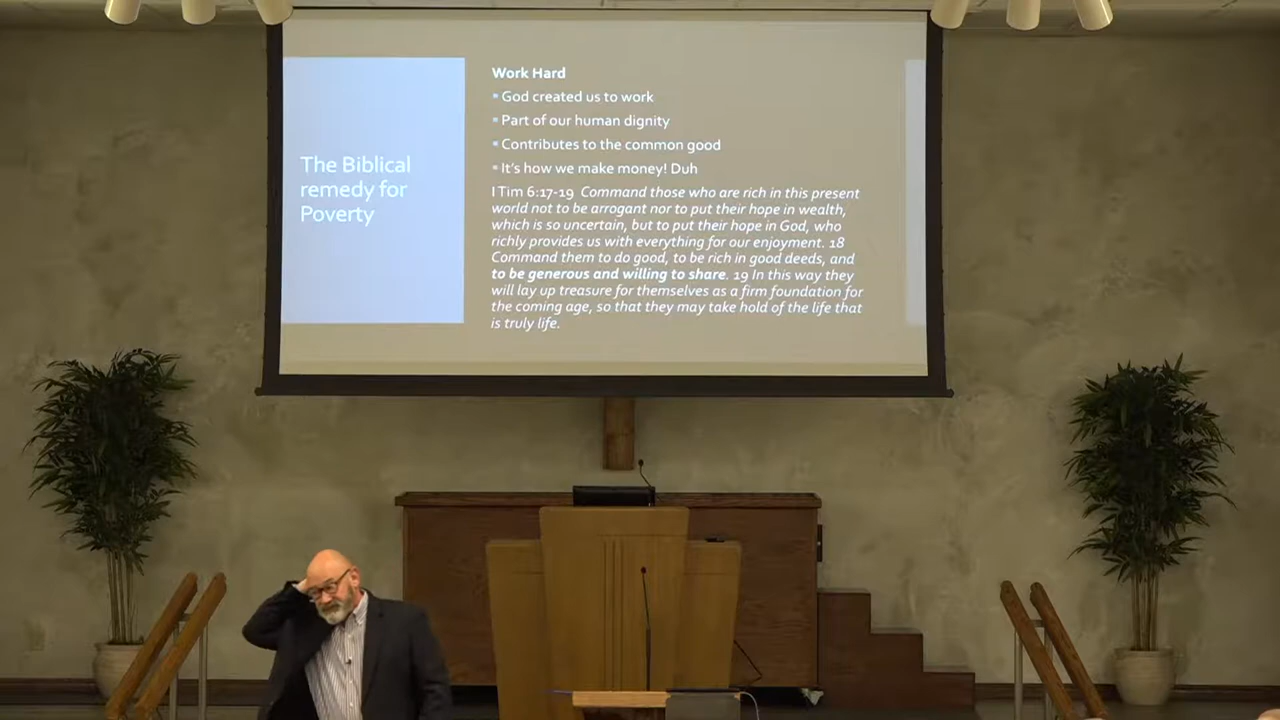 The Biblical
remedy for
Poverty
Work Hard
God created us to work
Part of our human dignity
Contributes to the common good
It's how we make money! Duh
I Tim 6:17-19 Command those who are rich in this present
world not to be arrogant nor to put their hope in wealth,
which is so uncertain, but to put their hope in God, who
richly provides us with everything for our enjoyment. 18
Command them to do good, to be rich in good deeds, and
to be generous and willing to share. 19 In this way they
will lay up treasure for themselves as a firm foundation for
the coming age, so that they may take hold of the life that
is truly life.